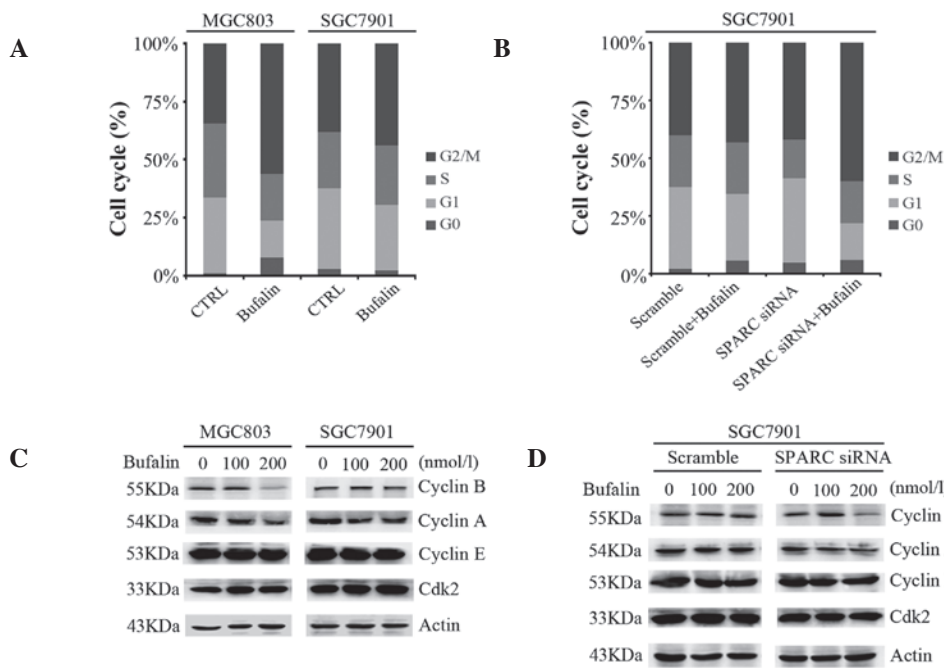 A
MGC803 SGC7901
100%
75%
50%
25%
0%
Cell cycle (%)
G2/M
S
G1
G0
CTRL Bufalin CTRL Bufalin
B
SGC7901
100%
75%
50%
25%
0%
Cell cycle (%)
G2/M
S
G1
G0
Scramble Scramble+Bufalin SPARC siRNA SPARC siRNA+Bufalin
C
MGC803 SGC7901
Bufalin 0 100 200 0 100 200 (nmol/l)
55KDa Cyclin B
54KDa Cyclin A
53KDa Cyclin E
33KDa Cdk2
43KDa Actin
D
SGC7901
Scramble SPARC siRNA
Bufalin 0 100 200 0 100 200 (nmol/l
55KDa Cyclin
54KDa Cyclin
53KDa Cyclin
33KDa Cdk2
43KDa Actin